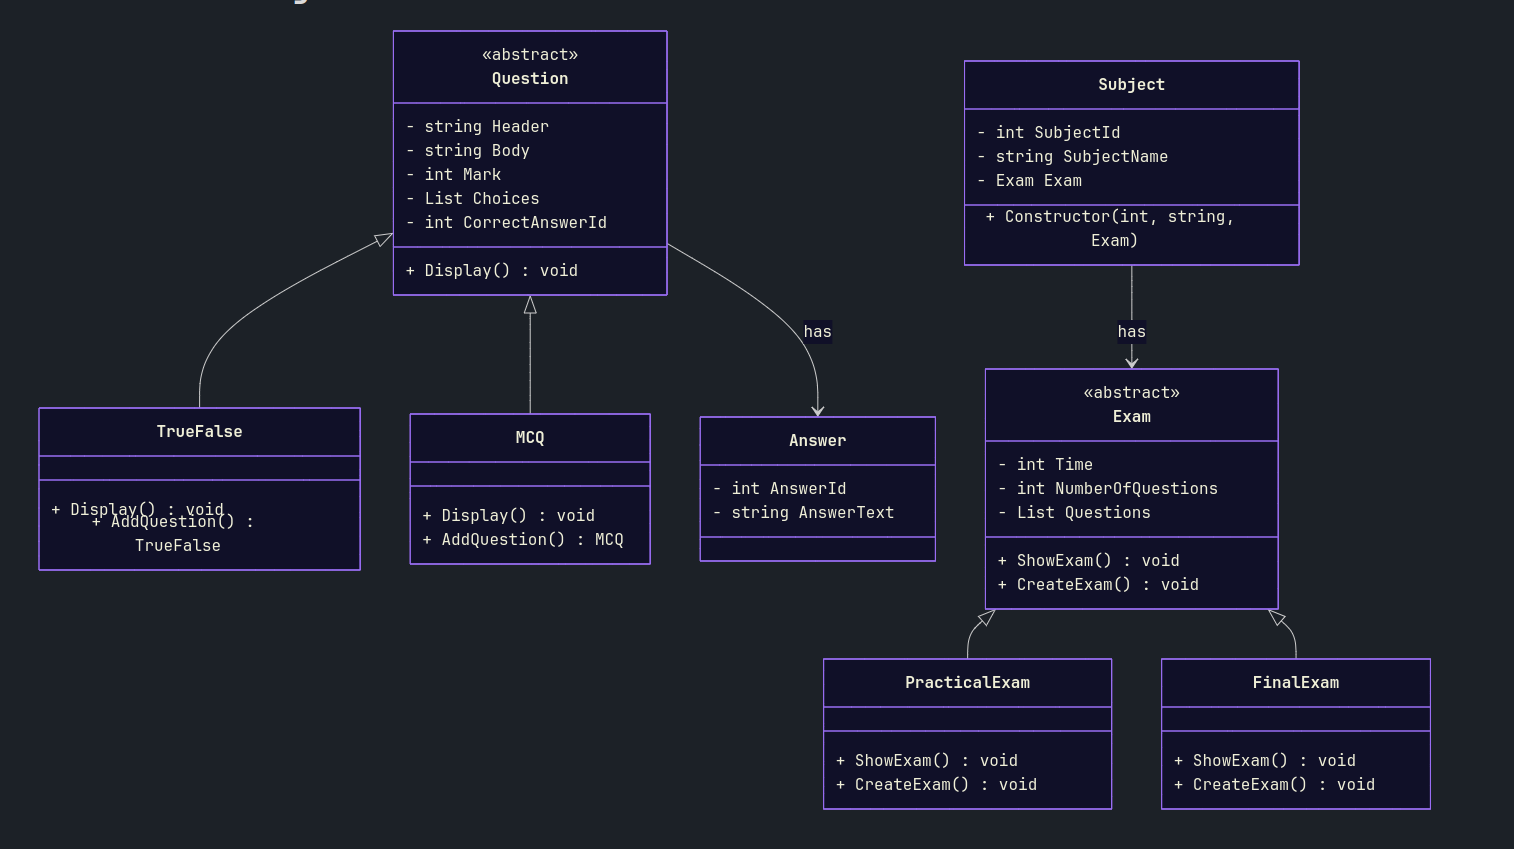 «abstract»
Question
- string Header
- string Body
- int Mark
- List Choices
- int CorrectAnswerId
+ Display() : void
Subject
- int SubjectId
- string SubjectName
- Exam Exam
+ Constructor(int, string,
Exam)
has
has
TrueFalse
+ Display() : void
+ AddQuestion() :
TrueFalse
MCQ
+ Display() : void
+ AddQuestion() : MCQ
Answer
- int AnswerId
- string AnswerText
«abstract»
Exam
- int Time
- int NumberOfQuestions
- List Questions
+ ShowExam() : void
+ CreateExam() : void
PracticalExam
+ ShowExam() : void
+ CreateExam() : void
FinalExam
+ ShowExam() : void
+ CreateExam() : void